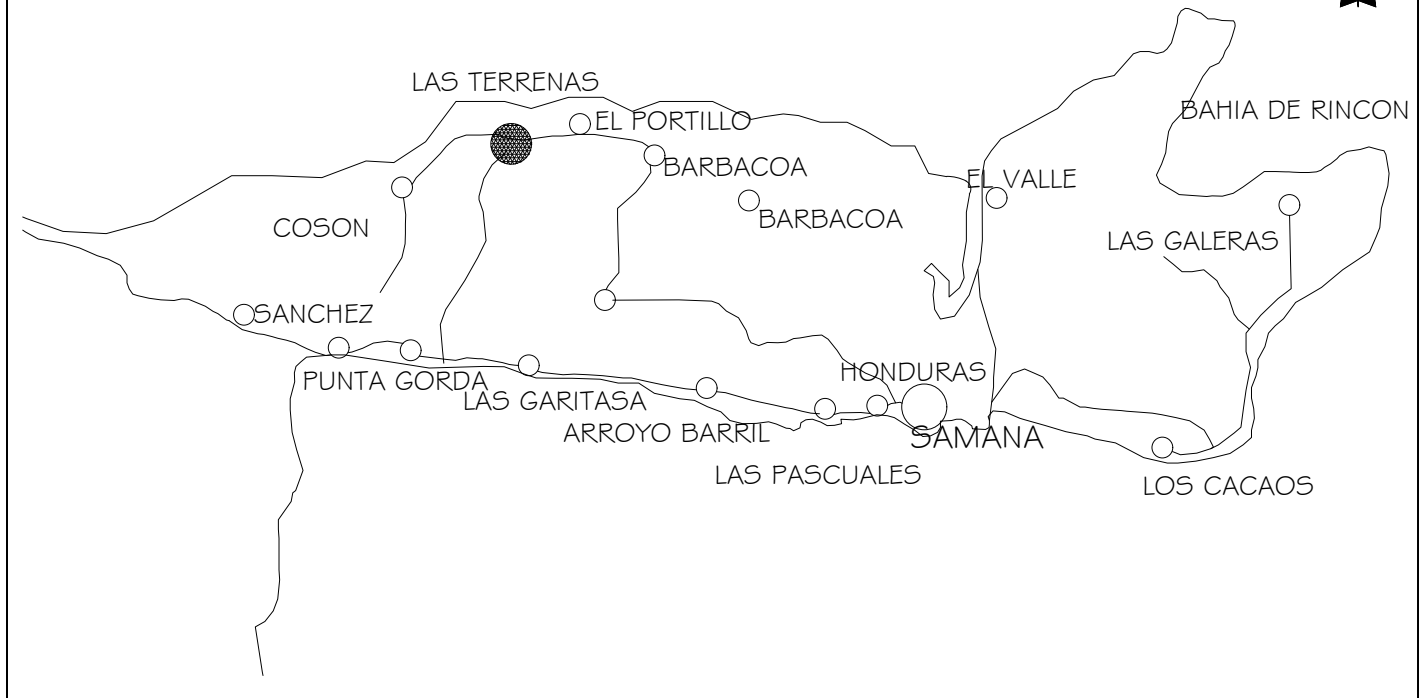 LAS TERRENAS
BAHIA DE RINCON
EL PORTILLO
BARBACOA
EL VALLE
BARBACOA
COSON
LAS GALERAS
SANCHEZ
HONDURAS
PUNTA GORDA
LAS GARITASA
ARROYO BARRIL
SAMANA
LAS PASCUALES
LOS CACAOS